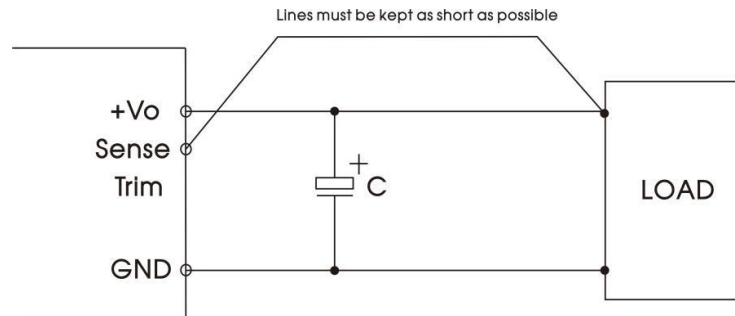 Lines must be kept as short as possible
+Vo
Sense
Trim
GND
+
C
LOAD